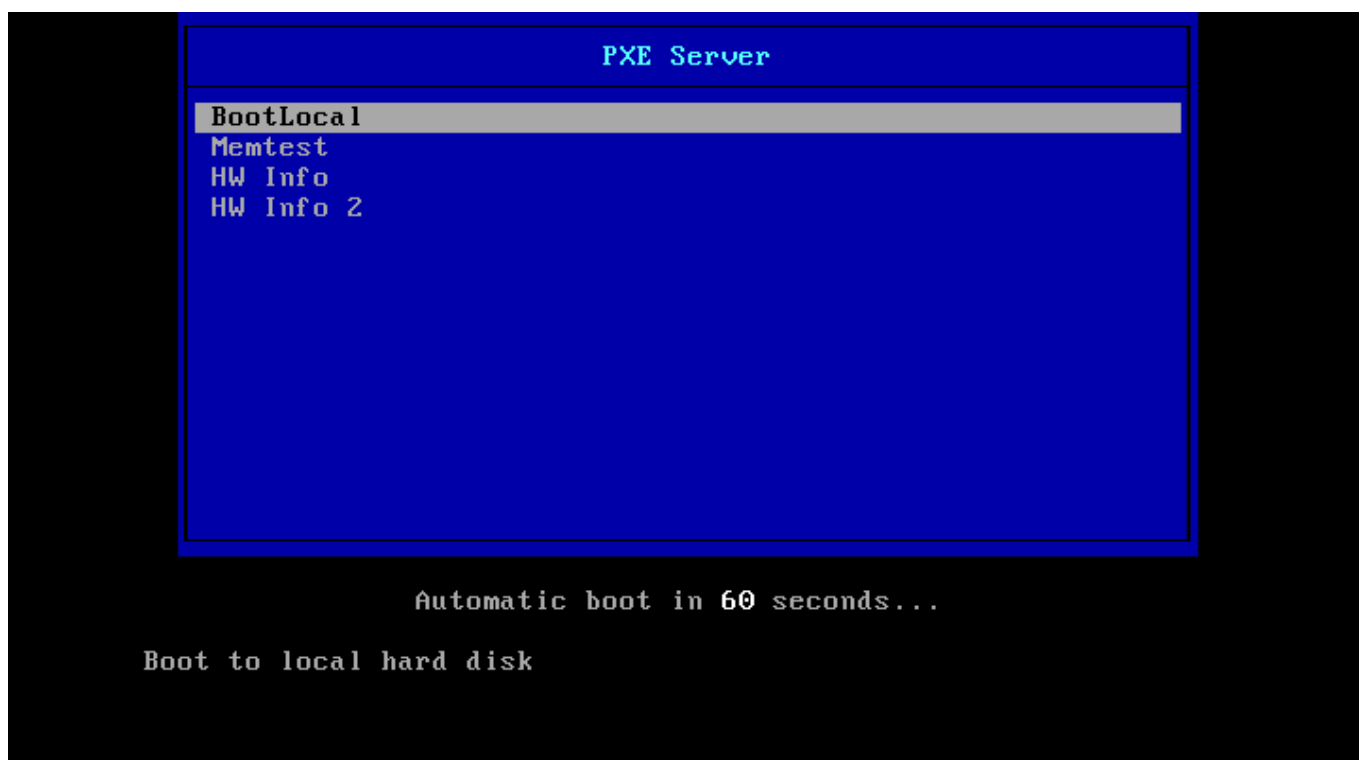 PXE Server
BootLocal
Memtest
HW Info
HW Info 2
Automatic boot in 60 seconds...
Boot to local hard disk